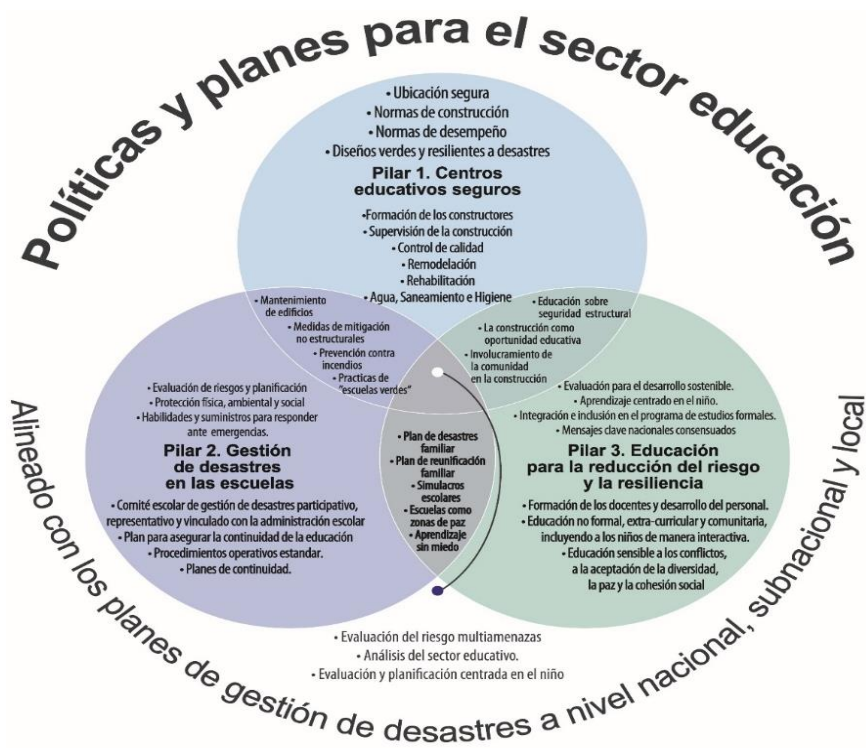 Políticas y planes para el sector educación
• Ubicación segura
• Normas de construcción
• Normas de desempeño
• Diseños verdes y resilientes a desastres
Pilar 1. Centros
educativos seguros
•Formación de los constructores
• Supervisión de la construcción
• Control de calidad
• Remodelación
• Rehabilitación
• Agua, Saneamiento e Higiene
• Mantenimiento
de edificios
• Medidas de mitigación
no estructurales
• Prevención contra
incendios
• Practicas de
"escuelas verdes"
• Educación sobre
seguridad estructural
• La construcción como
oportunidad educativa
• Involucramiento de
la comunidad
en la construcción
• Evaluación de riesgos y planificación
• Protección física, ambiental y social
• Habilidades y suministros para responder
ante emergencias.
Pilar 2. Gestión
de desastres
en las escuelas
• Comité escolar de gestión de desastres participativo,
representativo y vinculado con la administración escolar
• Plan para asegurar la continuidad de la educación
• Procedimientos operativos estandar.
• Planes de continuidad.
• Plan de desastres
familiar
• Plan de reunificación
familiar
• Simulacros
escolares
• Escuelas como
zonas de paz
• Aprendizaje
sin miedo
• Evaluación para el desarrollo sostenible.
• Aprendizaje centrado en el niño.
• Integración e inclusión en el programa de estudios formales.
• Mensajes clave nacionales consensuados
Pilar 3. Educación
para la reducción del riesgo
y la resiliencia
• Formación de los docentes y desarrollo del personal.
• Educación no formal, extra-curricular y comunitaria,
incluyendo a los niños de manera interactiva.
• Educación sensible a los conflictos,
a la aceptación de la diversidad,
la paz y la cohesión social
• Evaluación del riesgo multiamenazas
• Análisis del sector educativo.
• Evaluación y planificación centrada en el niño
Alineado con los planes de gestión de desastres a nivel nacional, subnacional y local